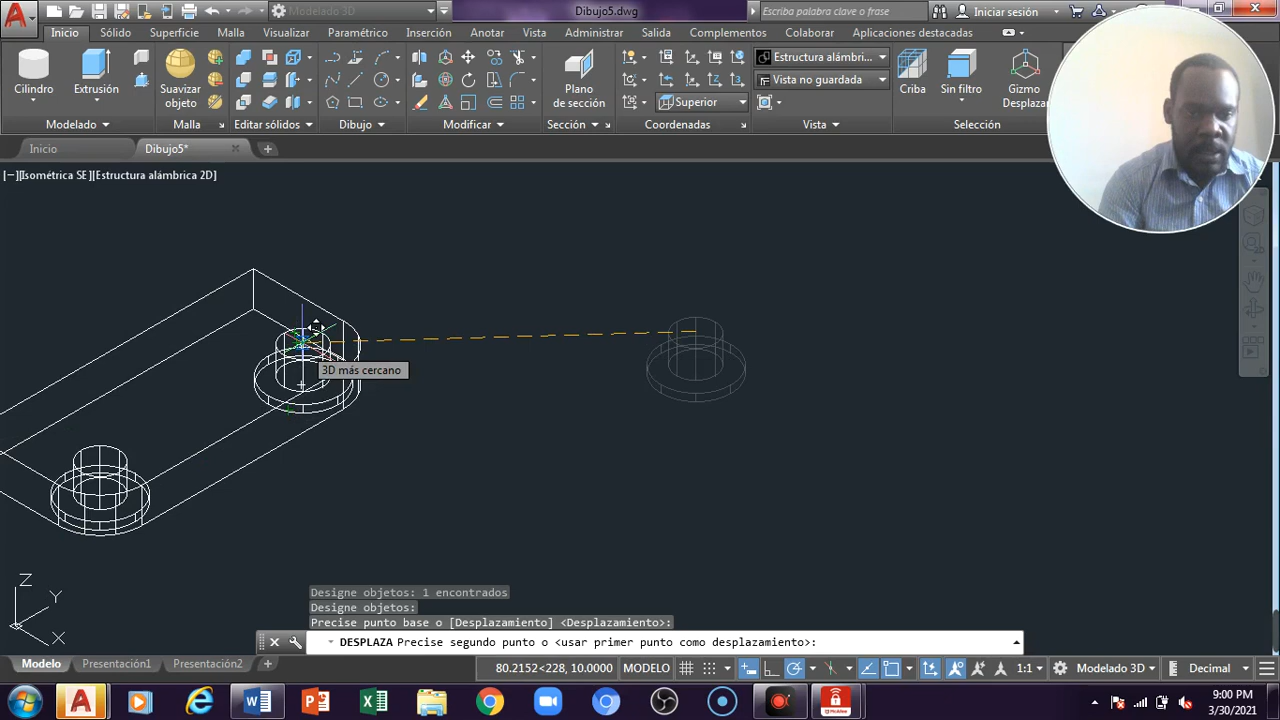 Modelado 3D
Dibujo5.dwg
Escriba palabra clave o frase
Iniciar sesión
Inicio Sólido Superficie Malla Visualizar Paramétrico Inserción Anotar Vista Administrar Salida Complementos Colaborar Aplicaciones destacadas
Cilindro
Extrusión
Suavizar
objeto
Plano
de sección
Superior
Estructura alámbri...
Vista no guardada
Criba
Sin filtro
Gizmo
Desplaz
Modelado
Malla
Editar sólidos
Dibujo
Modificar
Sección
Coordenadas
Vista
Selección
Inicio
Dibujo5*
[−][Isométrica SE][Estructura alámbrica 2D]
3D más cercano
Z
Y
X
Designe objetos: 1 encontrados
Designe objetos:
Precise punto base o [Desplazamiento] <Desplazamiento>:
DESPLAZA Precise segundo punto o <usar primer punto como desplazamiento>:
Modelo Presentación1 Presentación2
80.2152<228, 10.0000 MODELO 1:1 Modelado 3D Decimal
9:00 PM
3/30/2021